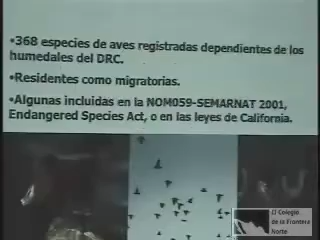 •368 especies de aves registradas dependientes de los
humedales del DRC.
•Residentes como migratorias.
•Algunas incluidas en la NOM059-SEMARNAT 2001,
Endangered Species Act, o en las leyes de California.
El Colegio
de la Frontera
Norte